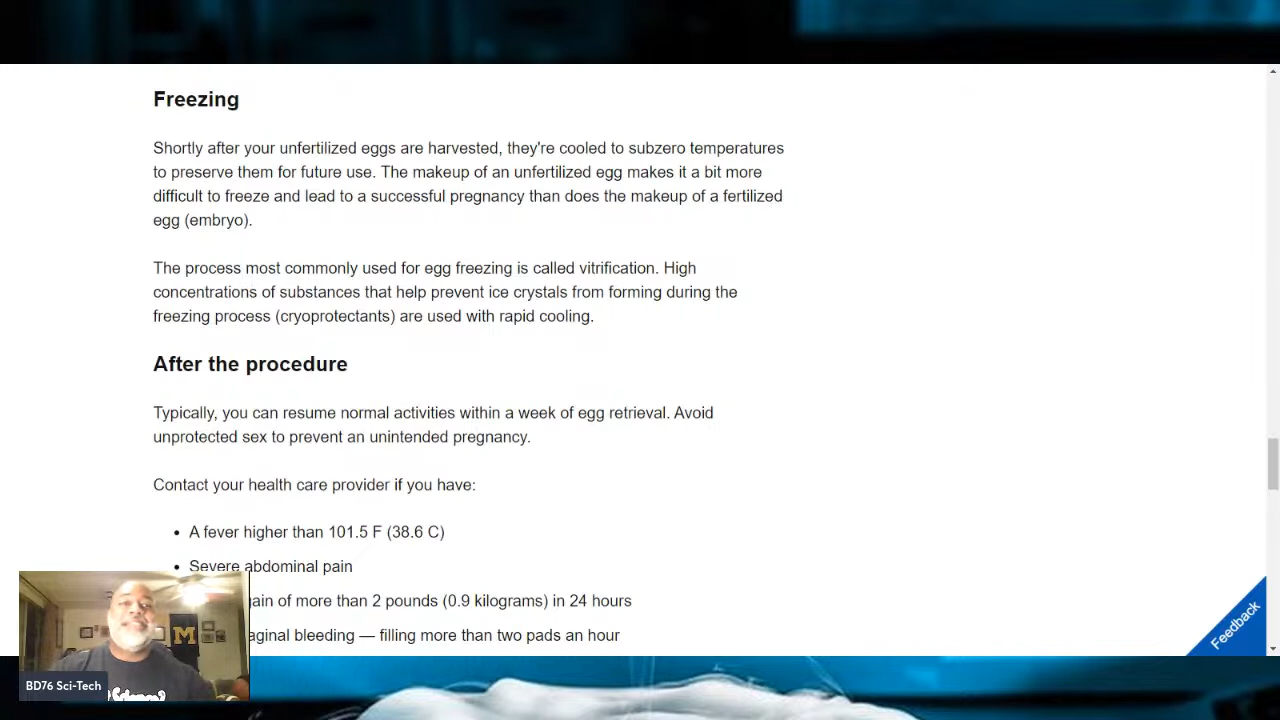 Freezing
Shortly after your unfertilized eggs are harvested, they're cooled to subzero temperatures
to preserve them for future use. The makeup of an unfertilized egg makes it a bit more
difficult to freeze and lead to a successful pregnancy than does the makeup of a fertilized
egg (embryo).
The process most commonly used for egg freezing is called vitrification. High
concentrations of substances that help prevent ice crystals from forming during the
freezing process (cryoprotectants) are used with rapid cooling.
After the procedure
Typically, you can resume normal activities within a week of egg retrieval. Avoid
unprotected sex to prevent an unintended pregnancy.
Contact your health care provider if you have:
• A fever higher than 101.5 F (38.6 C)
• Severe abdominal pain
of more than 2 pounds (0.9 kilograms) in 24 hours
bleeding — filling more than two pads an hour
Feedback
M
BD76 Sci-Tech